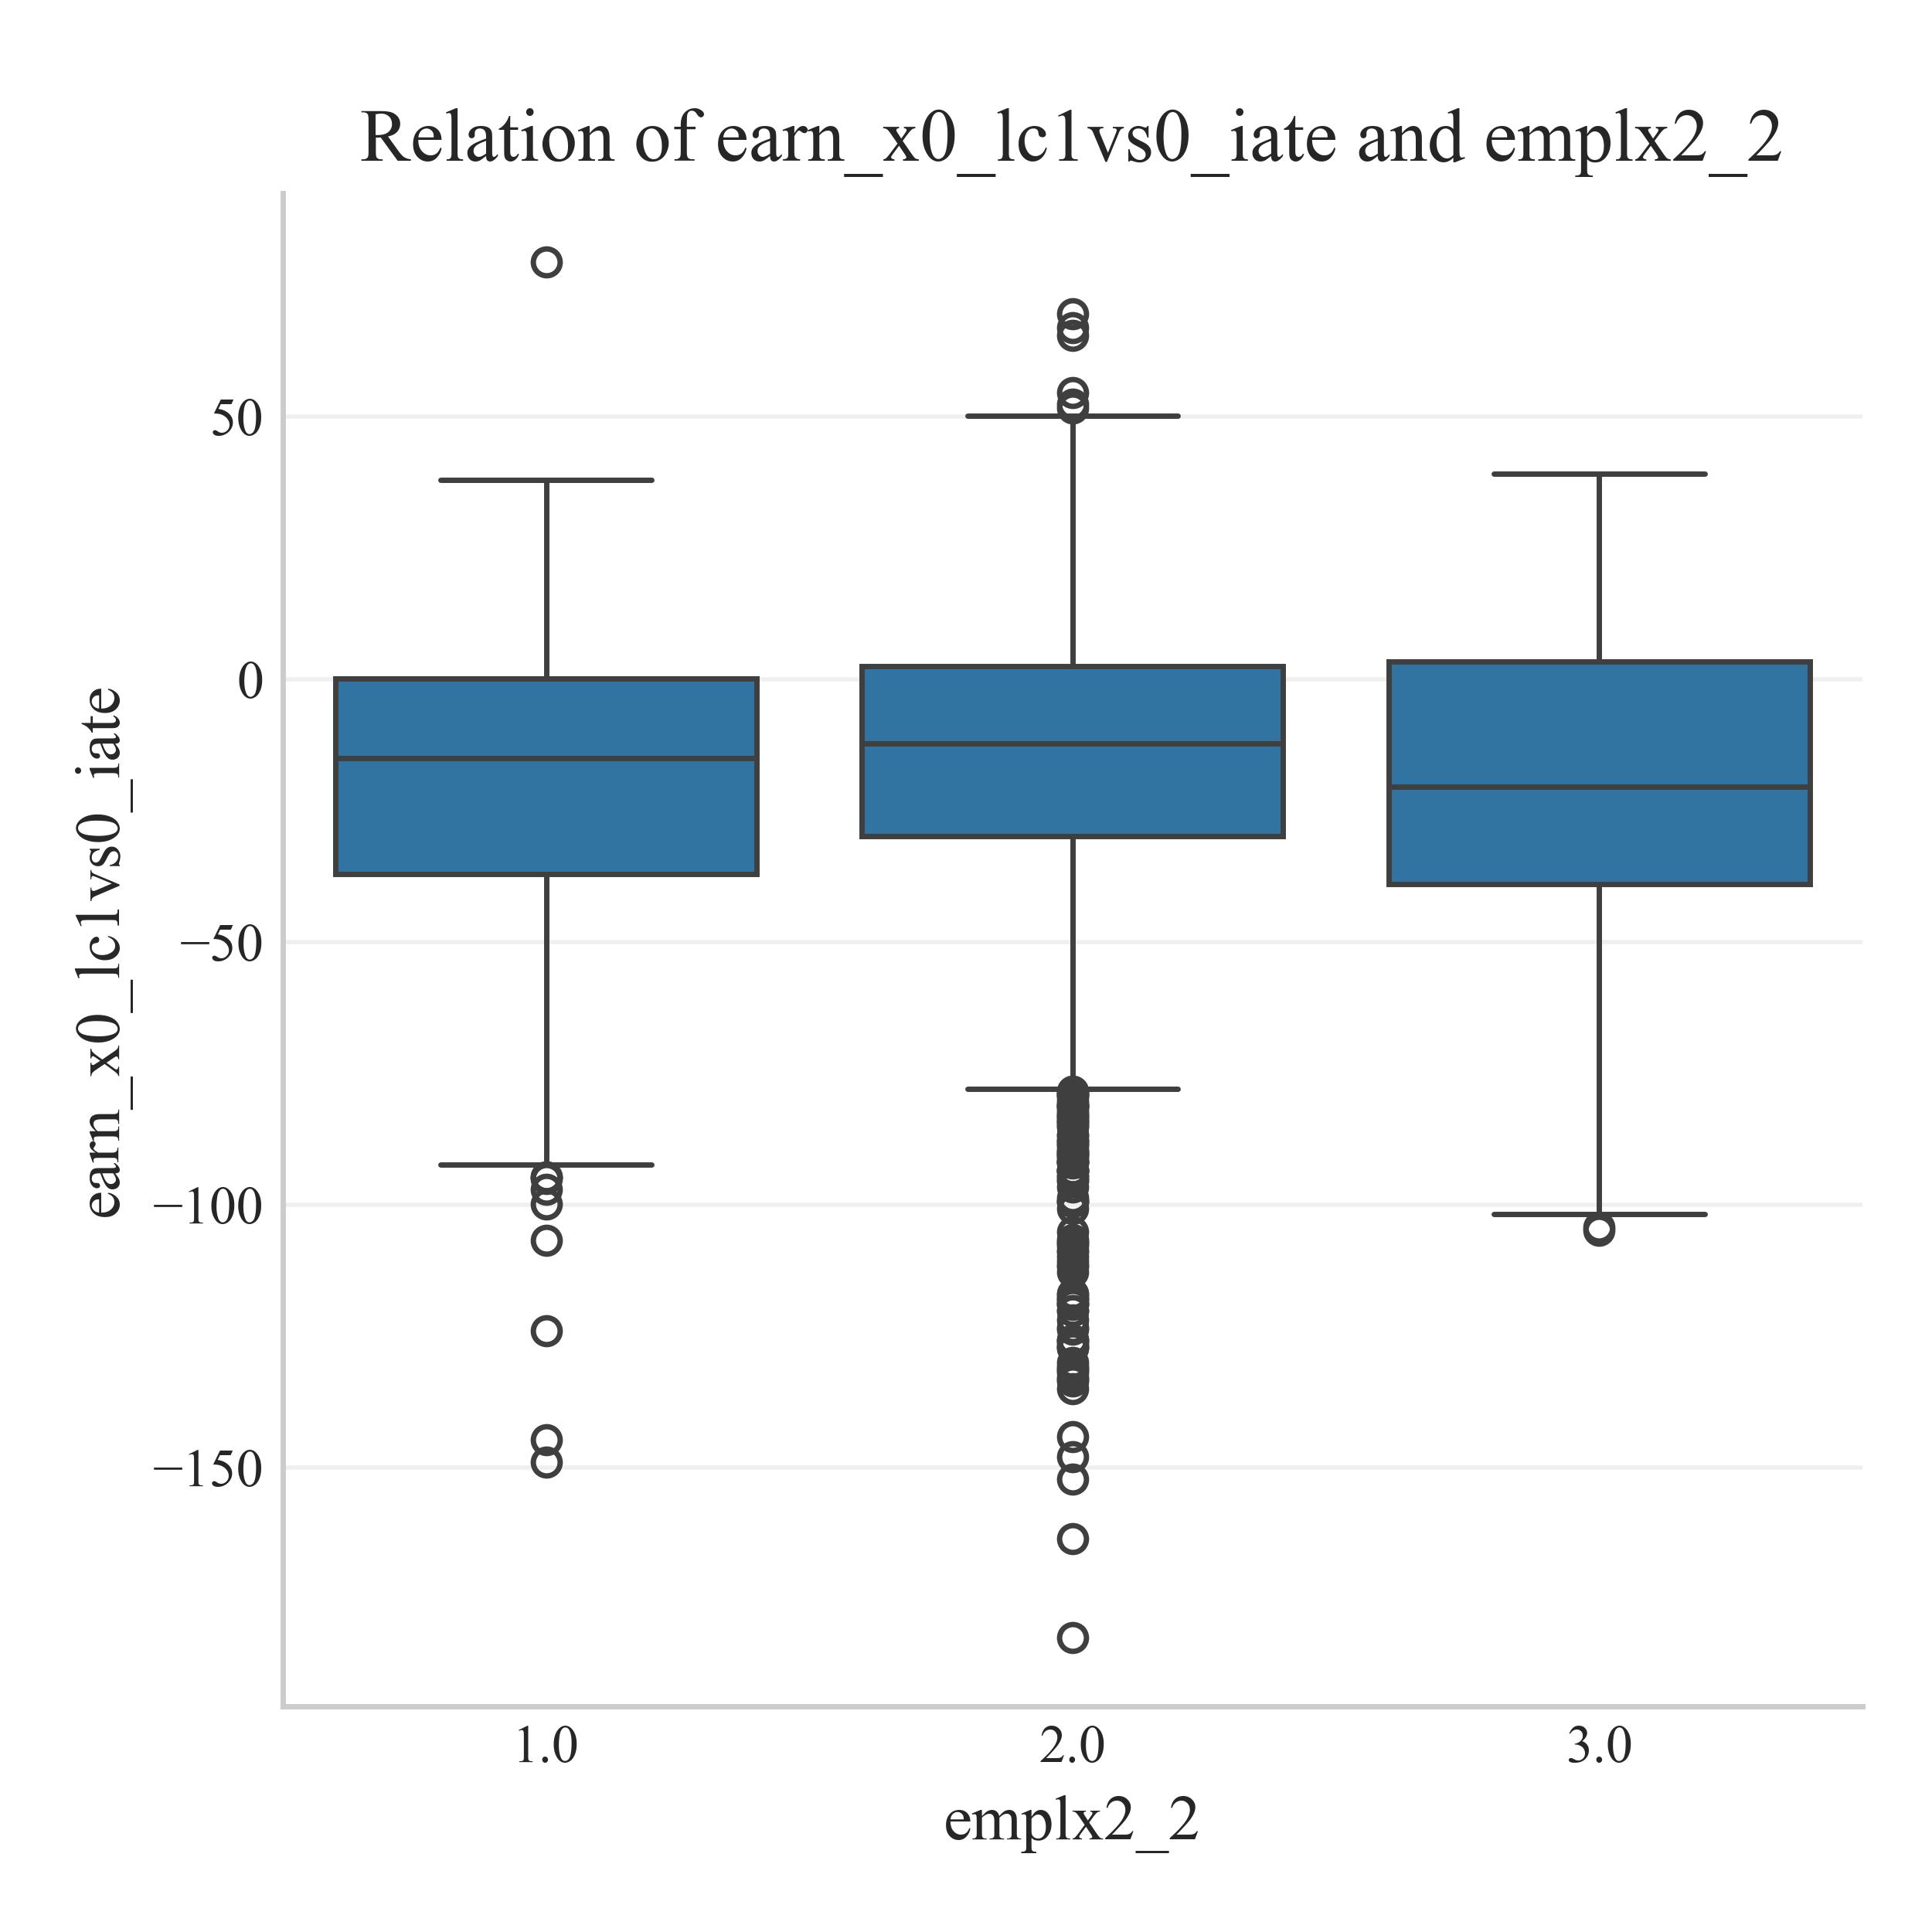 Relation of earn_x0_lc1vs0_iate and emplx2_2
earn_x0_lc1vs0_iate
50
0
−50
−100
−150
1.0
2.0
3.0
emplx2_2